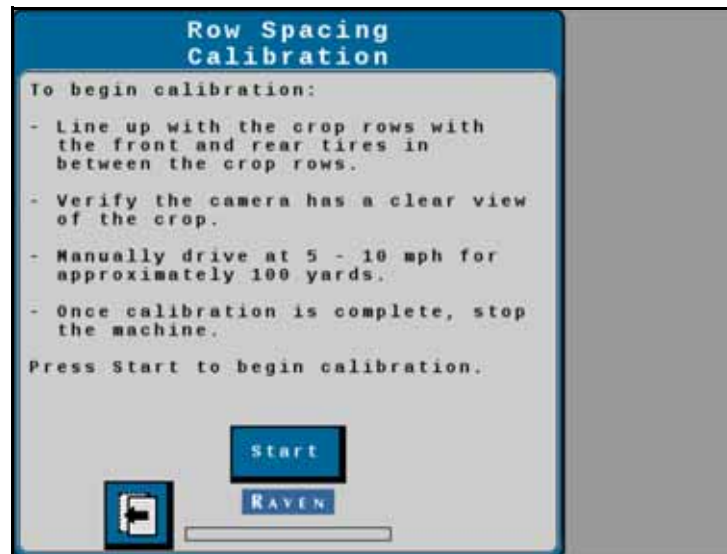 Row Spacing
Calibration
To begin calibration:
- Line up with the crop rows with
the front and rear tires in
between the crop rows.
- Verify the camera has a clear view
of the crop.
- Manually drive at 5 - 10 mph for
approximately 100 yards.
- Once calibration is complete, stop
the machine.
Press Start to begin calibration.
Start
RAVEN